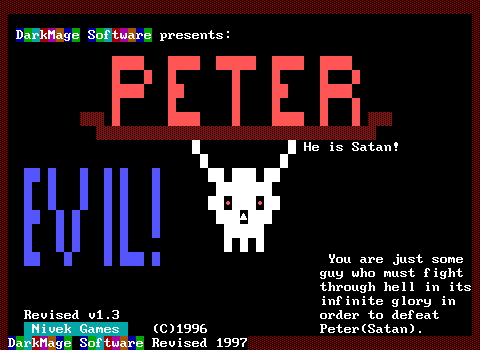 DarkMage Software presents:
PETER
He is Satan!
EVIL!
You are just some
guy who must fight
through hell in its
infinite glory in
order to defeat
Peter(Satan).
Revised v1.3
Nivek Games (C)1996
DarkMage Software Revised 1997